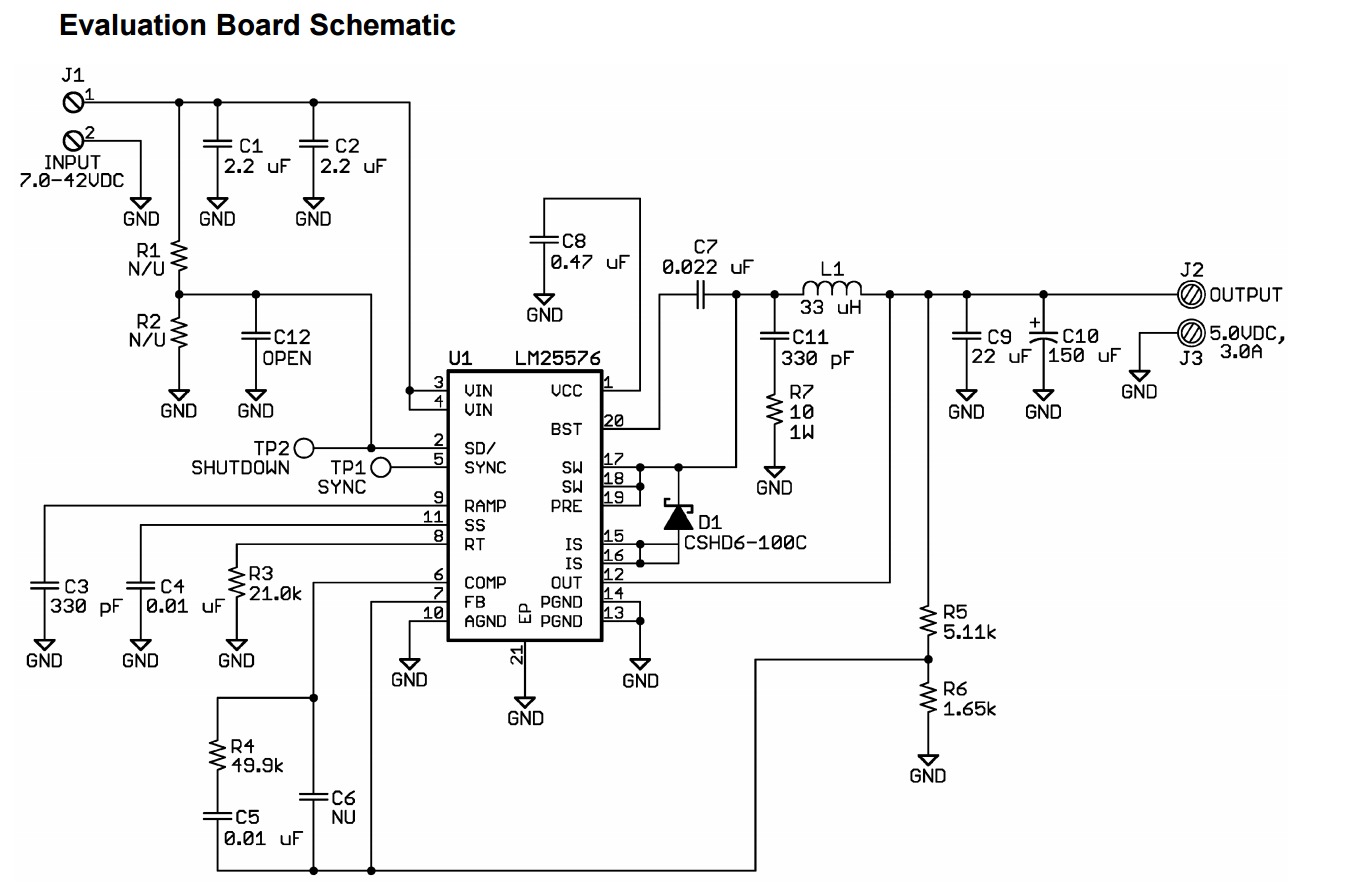 Evaluation Board Schematic
J1
1
2
INPUT
7.0-42VDC
GND
C1
2.2 uF
GND
C2
2.2 uF
GND
R1
N/U
R2
N/U
GND
C12
OPEN
GND
C8
0.47 uF
GND
C7
0.022 uF
L1
33 uH
C11
330 pF
R7
10
1W
GND
C9
22 uF
GND
C10
+
150 uF
GND
J2
OUTPUT
5.0VDC,
3.0A
J3
GND
U1 LM25576
3 VIN
4 VIN
2 SD/
5 SYNC
9 RAMP
11 SS
8 RT
6 COMP
7 FB
10 AGND
EP
21
GND
VCC 1
BST 20
SW 17
SW 18
PRE 19
IS 15
IS 16
OUT 12
PGND 14
PGND 13
GND
TP2
SHUTDOWN
TP1
SYNC
D1
CSHD6-100C
C3
330 pF
GND
C4
0.01 uF
GND
R3
21.0k
GND
GND
R5
5.11k
R6
1.65k
GND
R4
49.9k
C5
0.01 uF
C6
NU